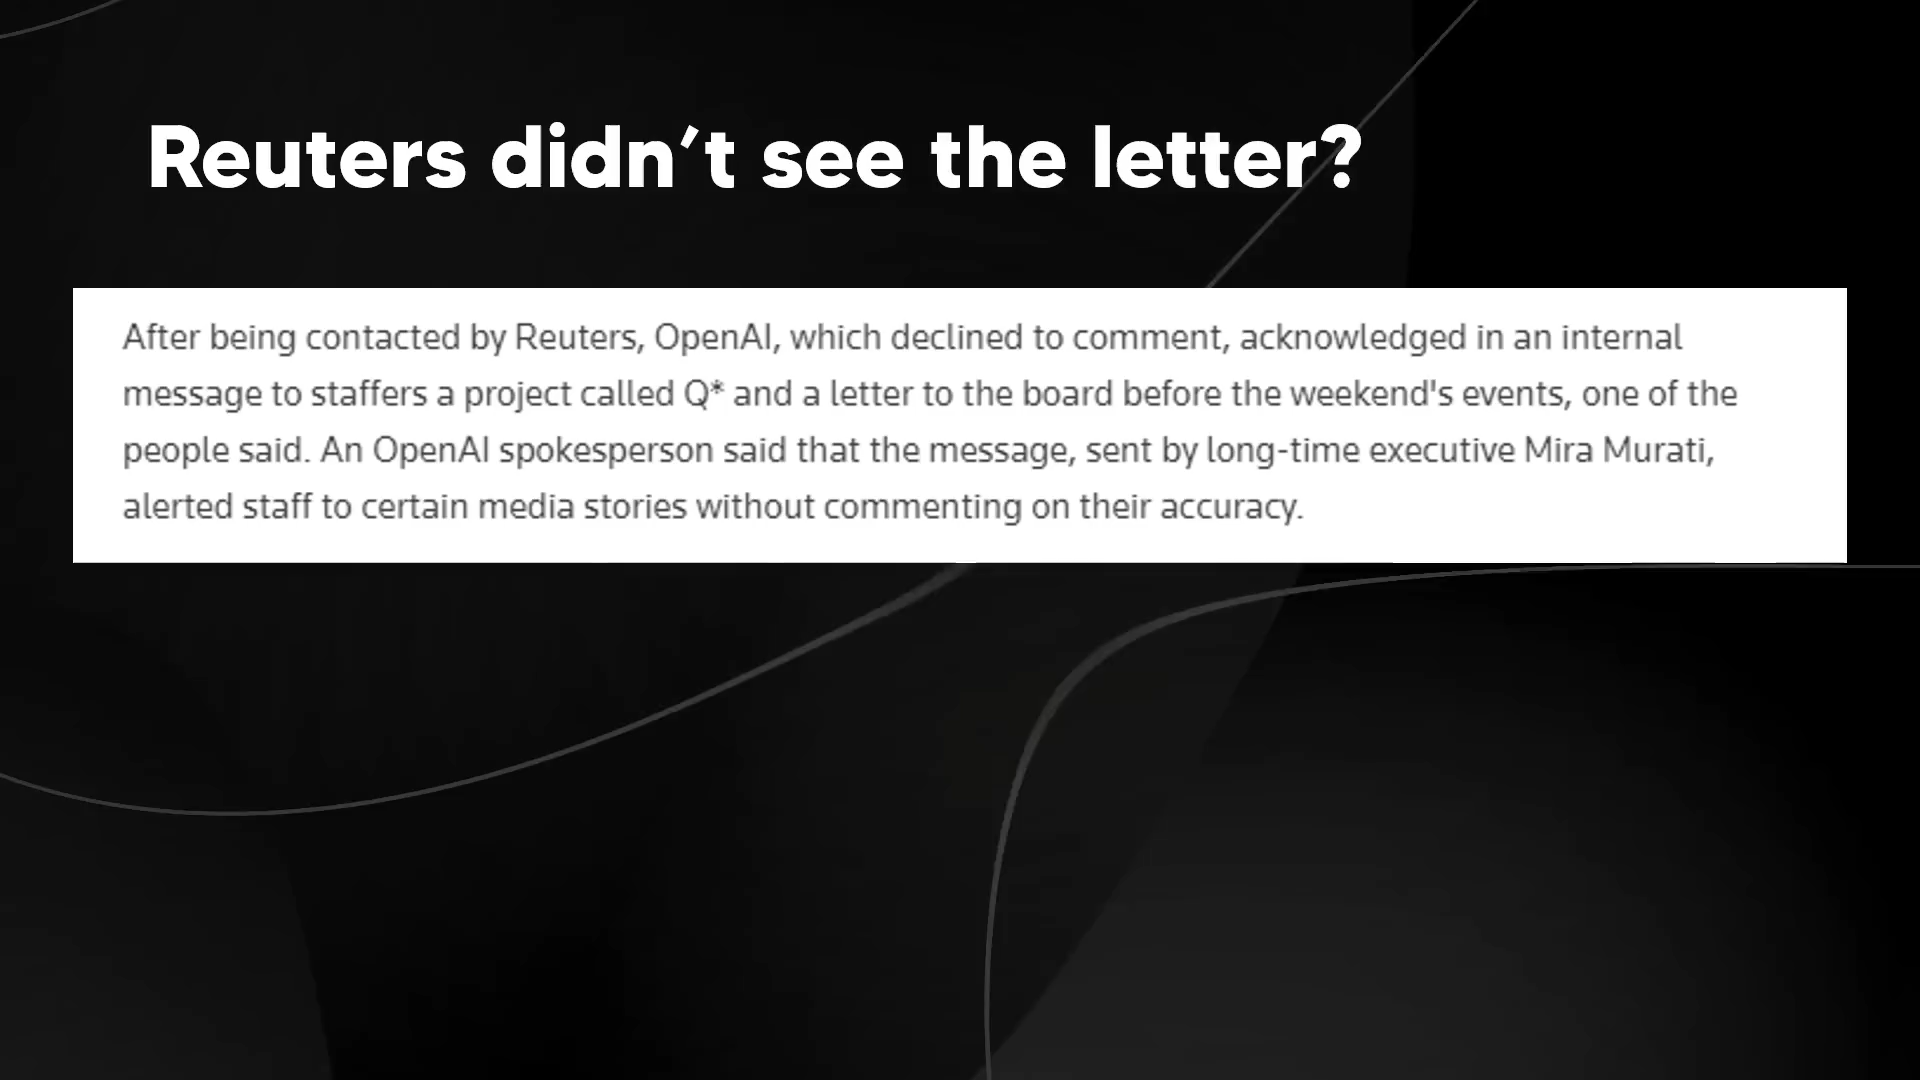 Reuters didn’t see the letter?
After being contacted by Reuters, OpenAI, which declined to comment, acknowledged in an internal
message to staffers a project called Q* and a letter to the board before the weekend's events, one of the
people said. An OpenAI spokesperson said that the message, sent by long-time executive Mira Murati,
alerted staff to certain media stories without commenting on their accuracy.